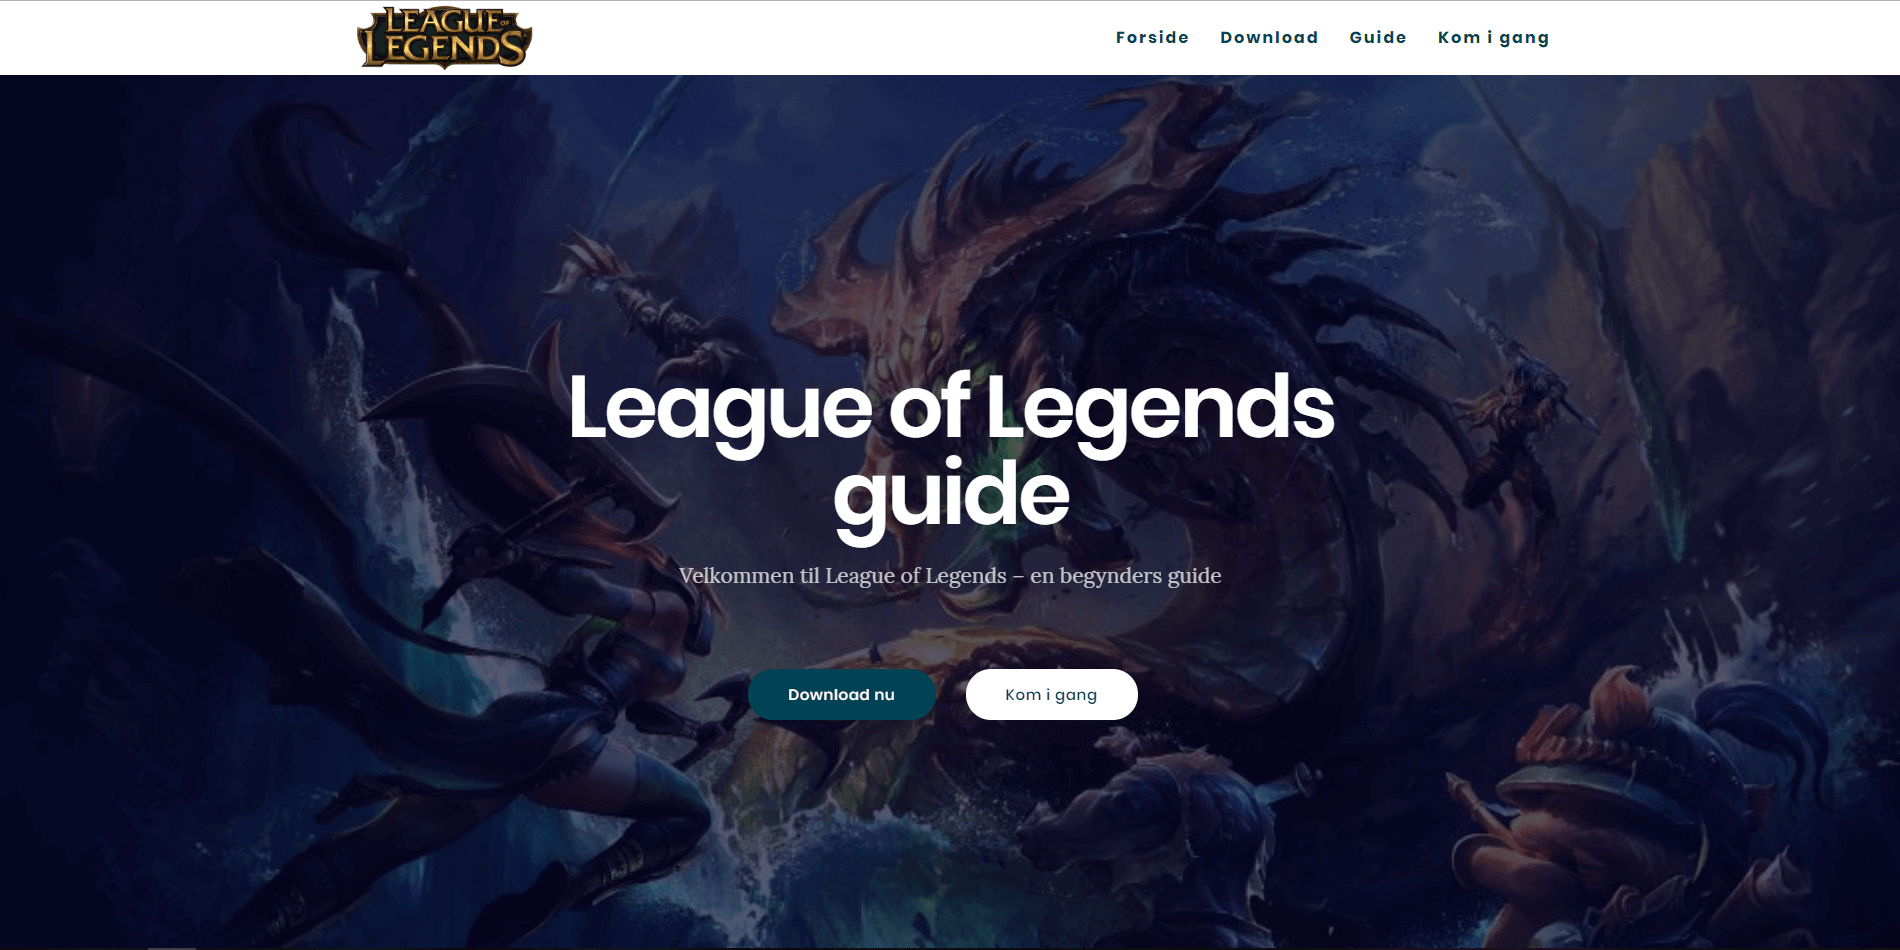 LEAGUE OF
LEGENDS
Forside Download Guide Kom i gang
League of Legends
guide
Velkommen til League of Legends – en begynders guide
Download nu Kom i gang